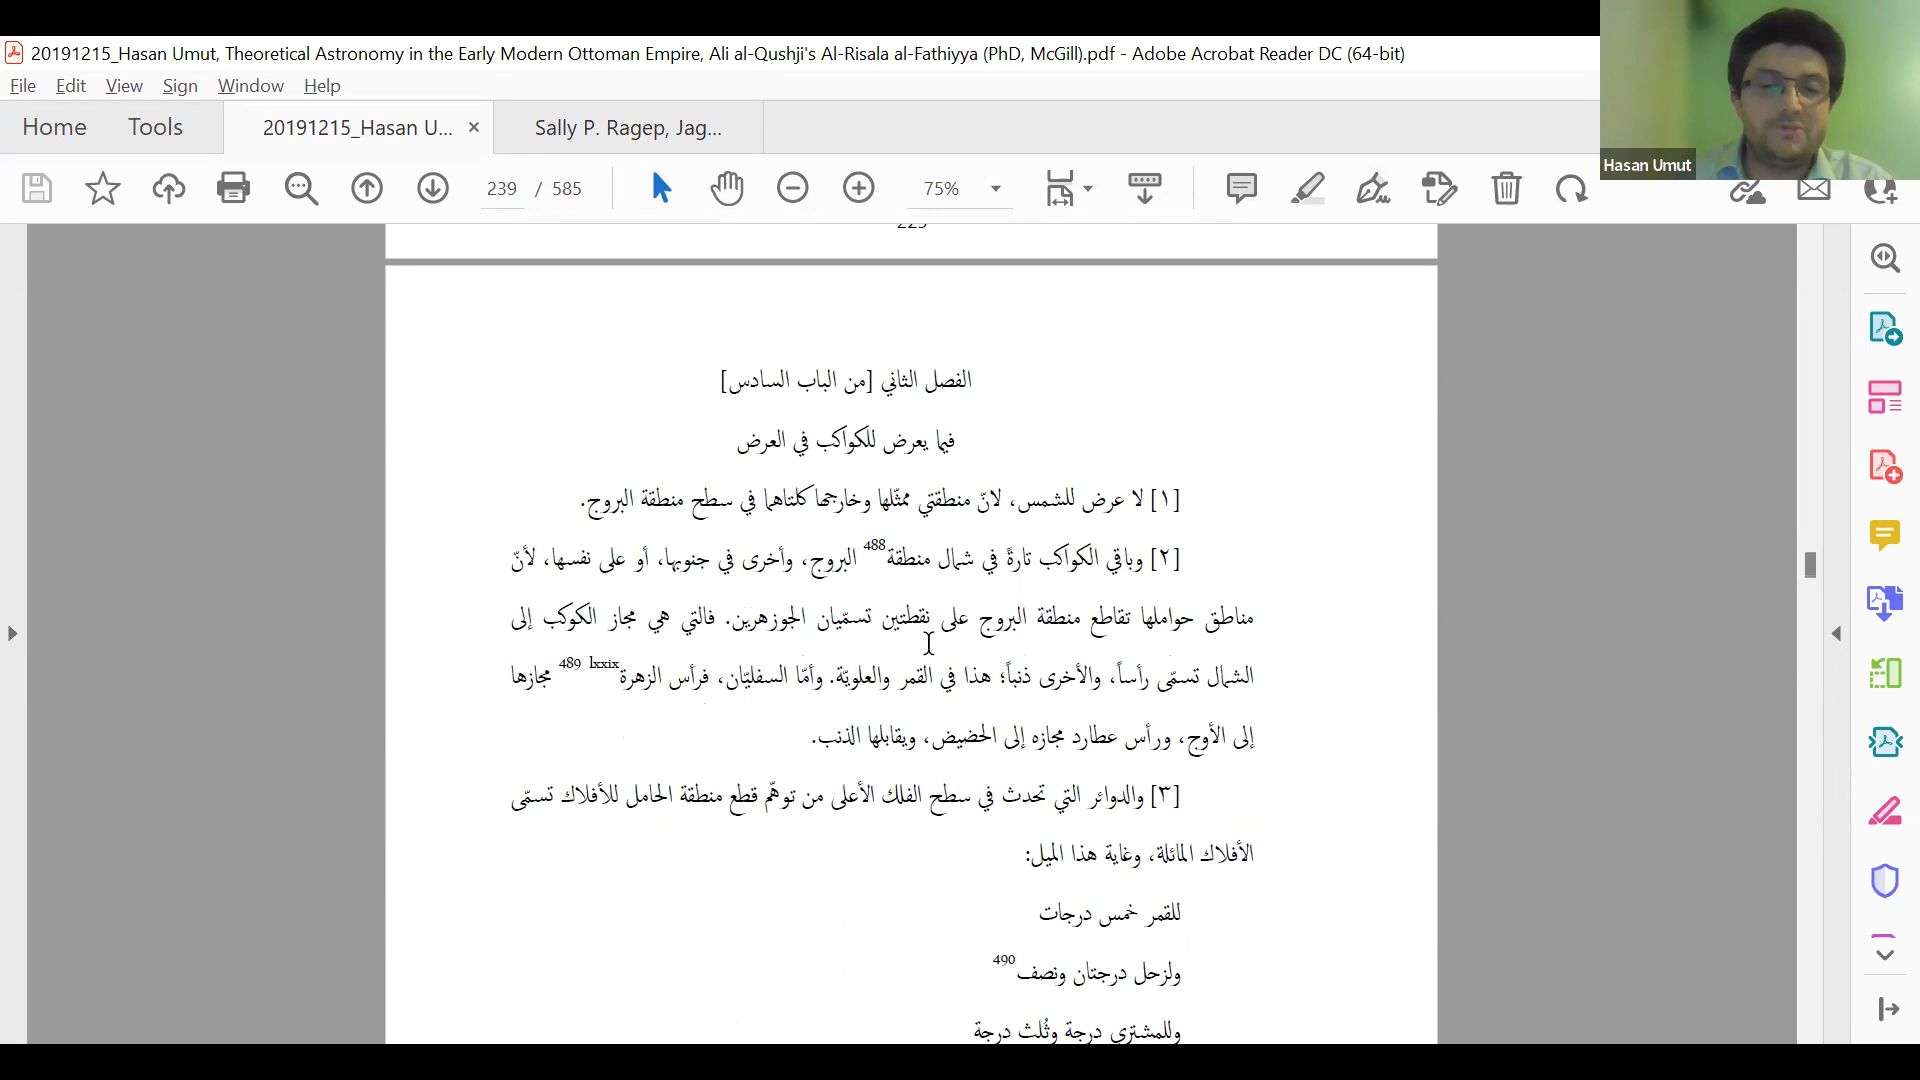 20191215_Hasan Umut, Theoretical Astronomy in the Early Modern Ottoman Empire, Ali al-Qushji's Al-Risala al-Fathiyya (PhD, McGill).pdf - Adobe Acrobat Reader DC (64-bit)
File Edit View Sign Window Help
Home Tools 20191215_Hasan U... × Sally P. Ragep, Jag...
239 / 585 75%
Hasan Umut
الفصل الثاني [من الباب السادس]
فيما يعرض للكواكب في العرض
[١] لا عرض للشمس، لانّ منطقتي ممثّلها وخارجها كلتاهما في سطح منطقة البروج.
[٢] وباقي الكواكب تارةً في شمال منطقة488 البروج، وأخرى في جنوبها، أو على نفسها، لأنّ
مناطق حواملها تقاطع منطقة البروج على نقطتين تسمّيان الجوزهرين. فالتي هي مجاز الكوكب إلى
الشمال تسمّى رأساً، والأخرى ذنباً؛ هذا في القمر والعلويّة. وأمّا السفليّان، فرأس الزهرة489 lxxix مجازها
إلى الأوج، ورأس عطارد مجازه إلى الحضيض، ويقابلها الذنب.
[٣] والدوائر التي تحدث في سطح الفلك الأعلى من توهّم قطع منطقة الحامل للأفلاك تسمّى
الأفلاك المائلة، وغاية هذا الميل:
للقمر خمس درجات
ولزحل درجتان ونصف490
وللمشتري درجة وثُلث درجة